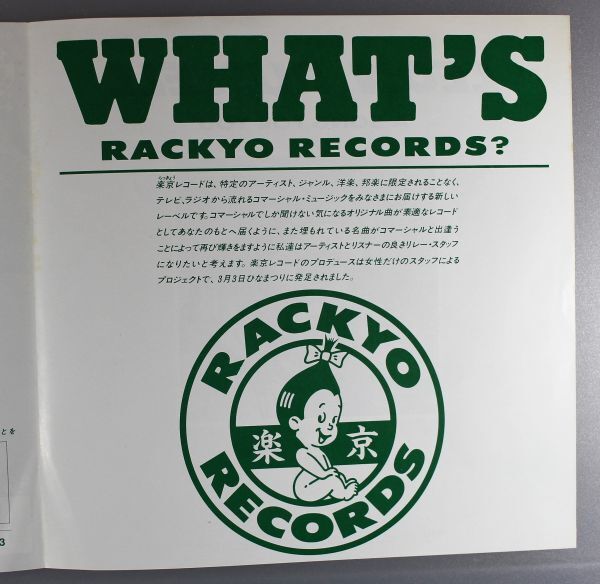 WHAT'S
RACKYO RECORDS?
らっきょう
楽京レコードは、特定のアーティスト、ジャンル、洋楽、邦楽に限定されることなく、
テレビ、ラジオから流れるコマーシャル・ミュージックをみなさまにお届けする新しい
レーベルです。コマーシャルでしか聞けない気になるオリジナル曲が素適なレコード
としてあなたのもとへ届くように、また埋もれている名曲がコマーシャルと出逢う
ことによって再び輝きをますように私達はアーティストとリスナーの良きリレー・スタッフ
になりたいと考えます。楽京レコードのプロデュースは女性だけのスタッフによる
プロジェクトで、3月3日ひなまつりに発足されました。
RACKYO
楽 京
RECORDS
とを
3